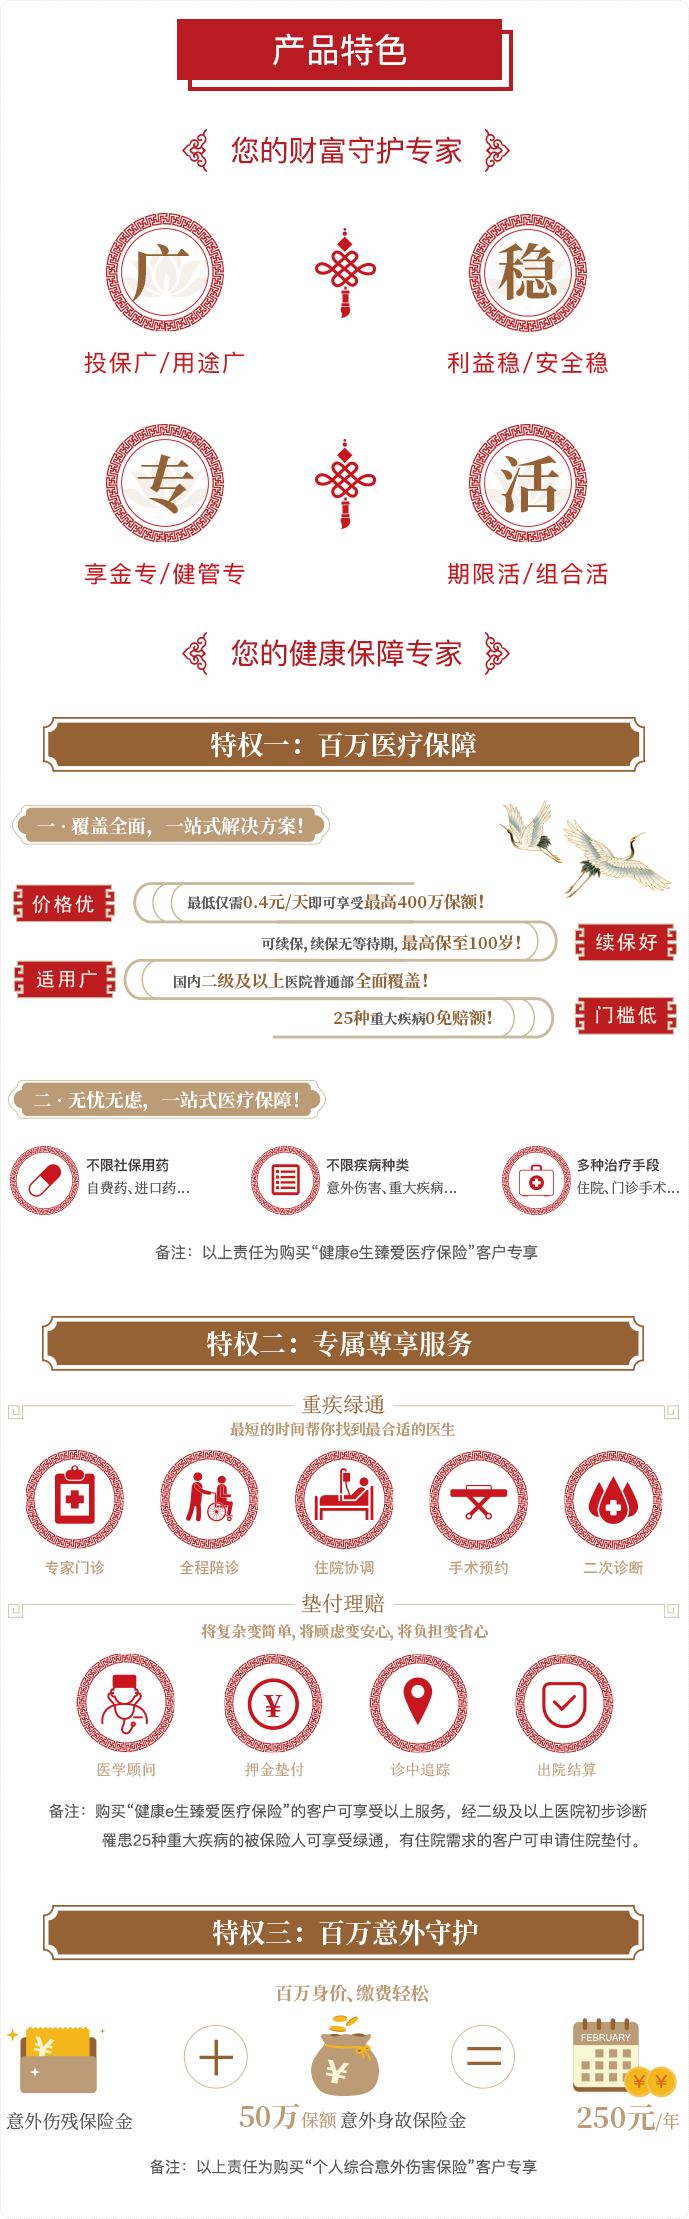 产品特色
您的财富守护专家
广
稳
投保广/用途广
利益稳/安全稳
专
活
享金专/健管专
期限活/组合活
您的健康保障专家
特权一：百万医疗保障
一·覆盖全面，一站式解决方案！
价格优
最低仅需0.4元/天即可享受最高400万保额！
可续保,续保无等待期,最高保至100岁！
续保好
适用广
国内二级及以上医院普通部全面覆盖！
25种重大疾病0免赔额！
门槛低
二·无忧无虑，一站式医疗保障！
不限社保用药
自费药、进口药...
不限疾病种类
意外伤害、重大疾病...
多种治疗手段
住院、门诊手术...
备注：以上责任为购买“健康e生臻爱医疗保险”客户专享
特权二：专属尊享服务
重疾绿通
最短的时间帮你找到最合适的医生
专家门诊
全程陪诊
住院协调
手术预约
二次诊断
垫付理赔
将复杂变简单,将顾虑变安心,将负担变省心
¥
医学顾问
押金垫付
诊中追踪
出院结算
备注：购买“健康e生臻爱医疗保险”的客户可享受以上服务，经二级及以上医院初步诊断
罹患25种重大疾病的被保险人可享受绿通，有住院需求的客户可申请住院垫付。
特权三：百万意外守护
百万身价、缴费轻松
¥
¥
FEBRUARY
¥ ¥
意外伤残保险金
50万保额 意外身故保险金
250元/年
备注：以上责任为购买“个人综合意外伤害保险”客户专享